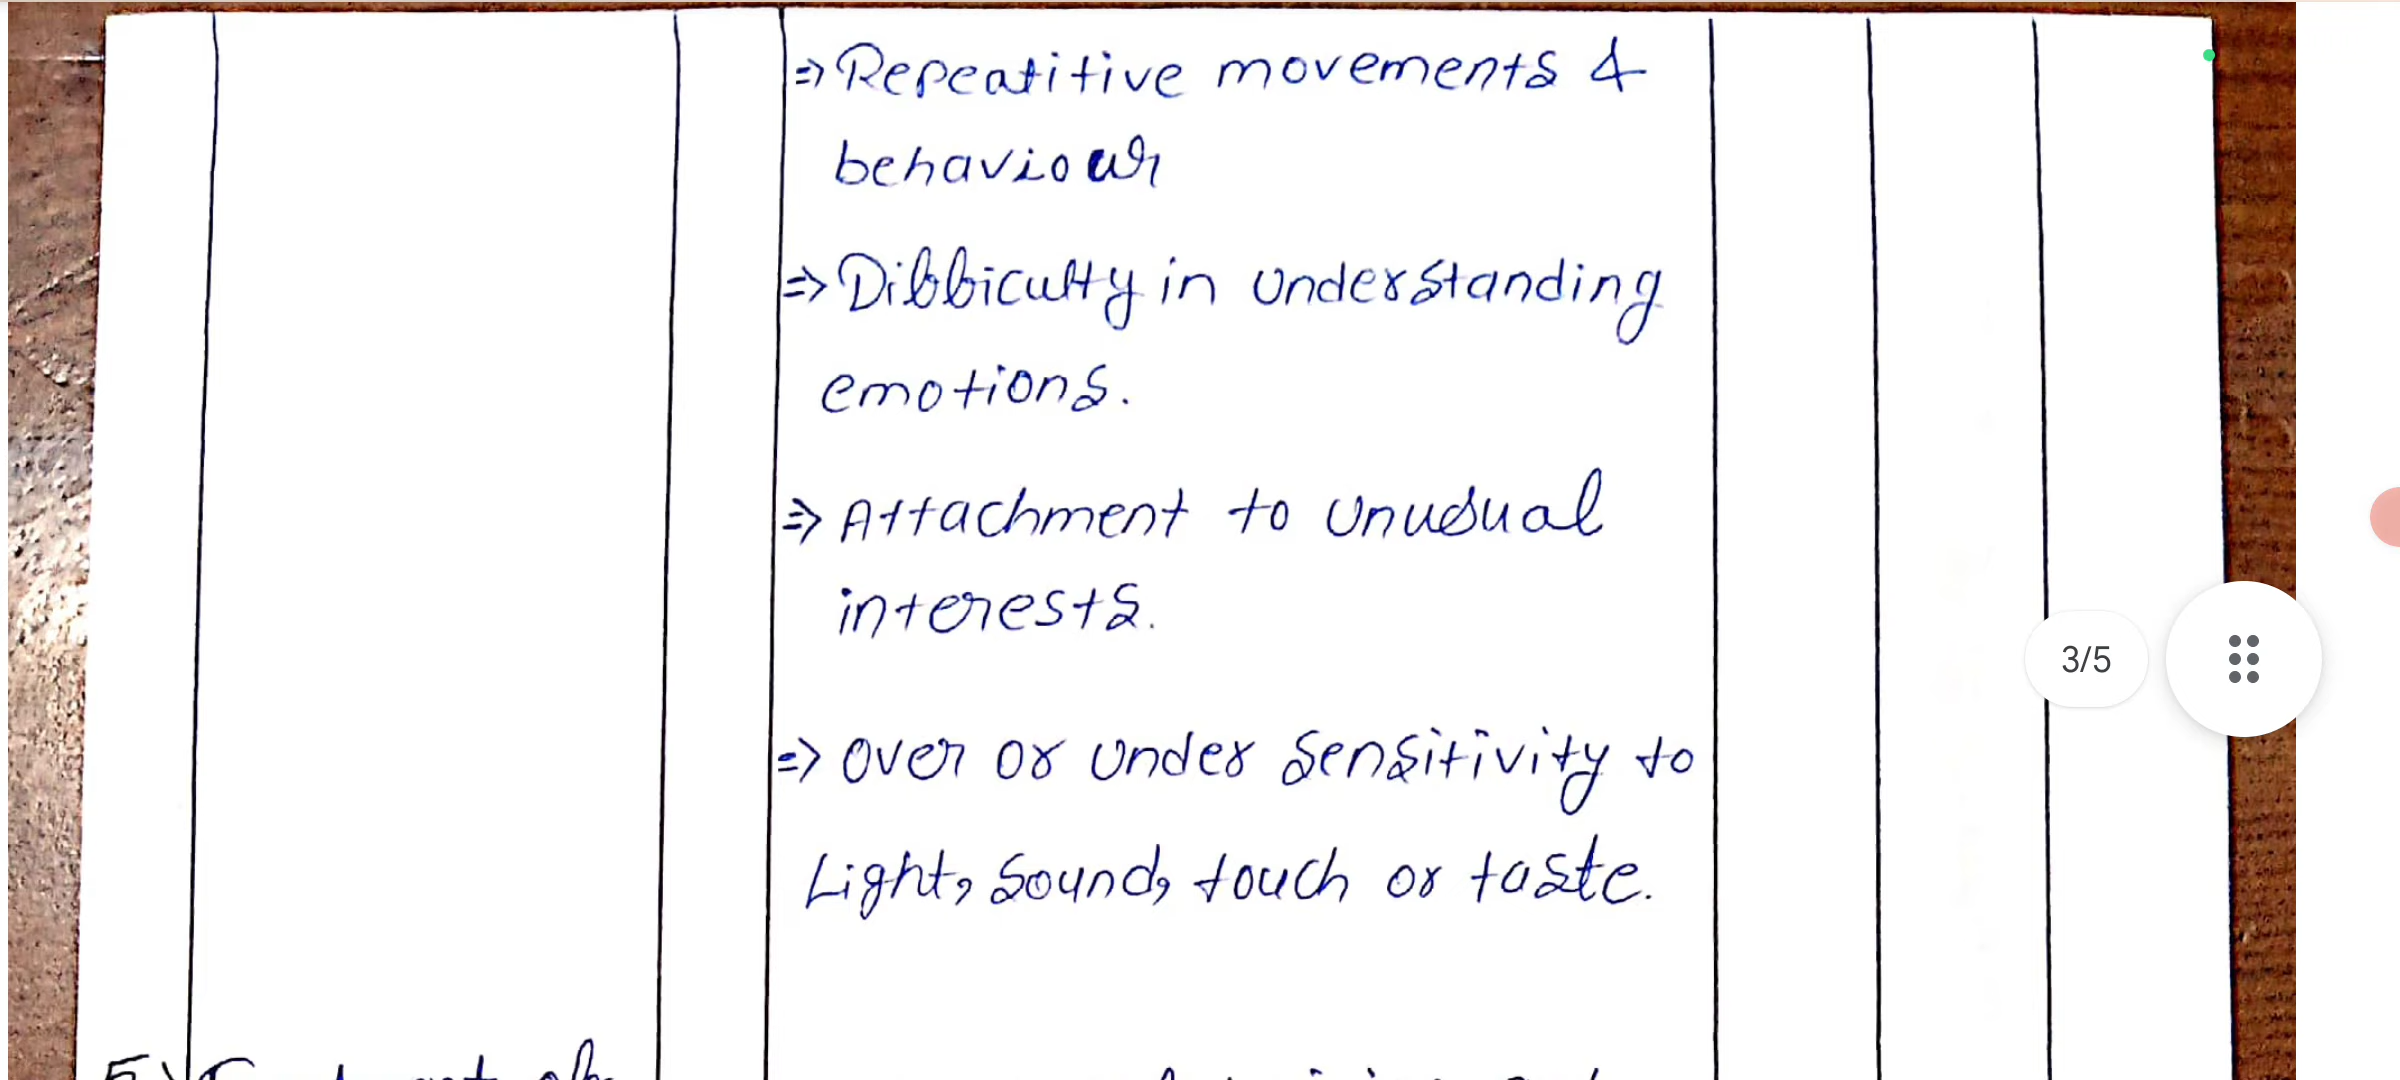 ⇒ Repeatitive movements &
behaviour
⇒ Difficulty in understanding
emotions.
⇒ Attachment to unusual
interests.
3/5
⇒ over or under sensitivity to
Light, sound, touch or taste.
5)